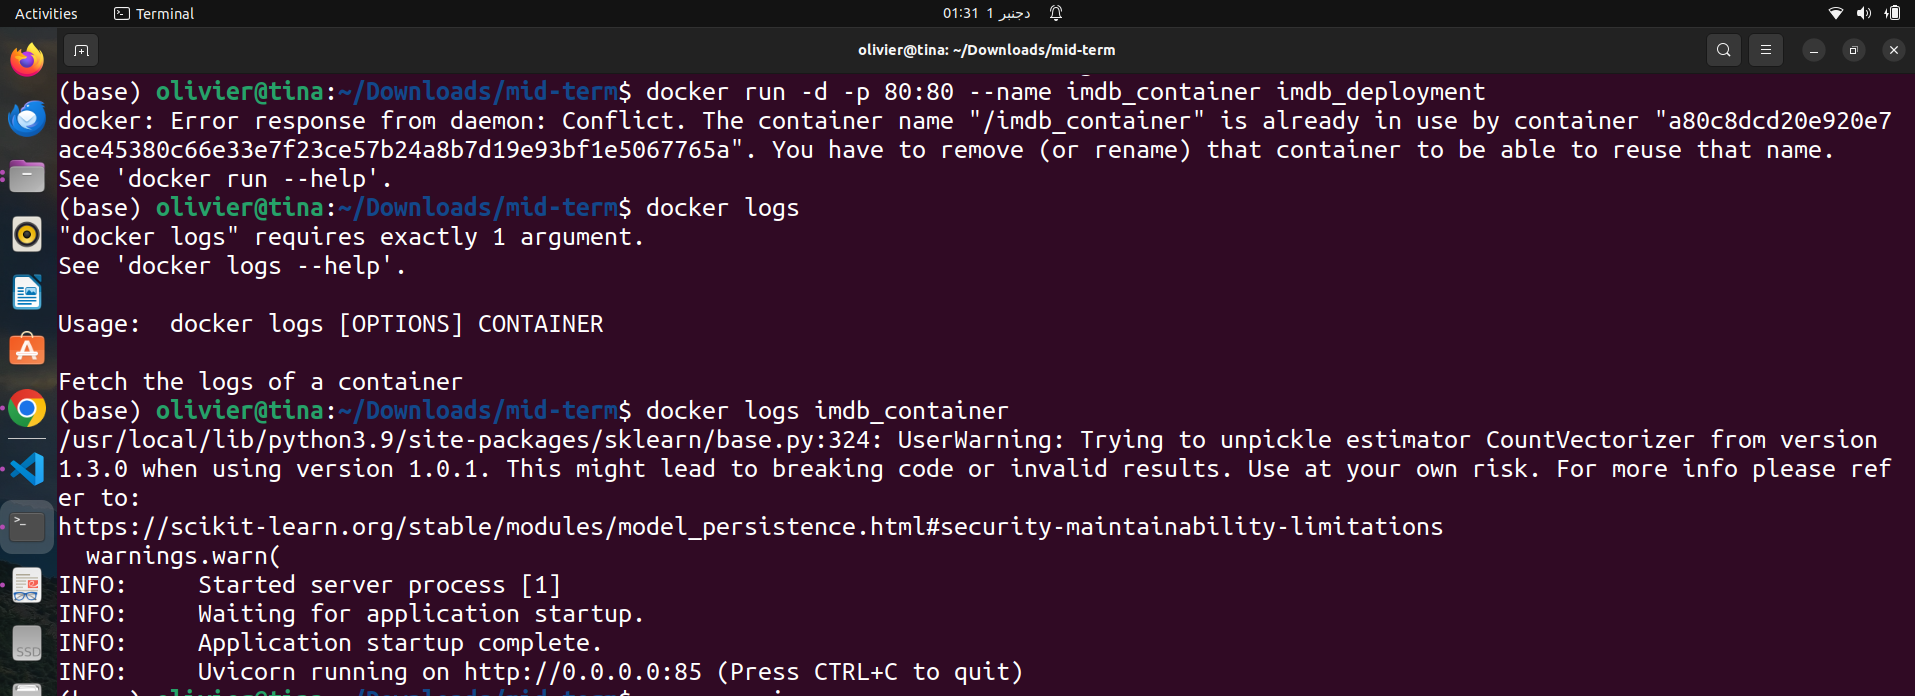 Activities
Terminal
01:31 1 دجنبر
olivier@tina: ~/Downloads/mid-term
(base) olivier@tina:~/Downloads/mid-term$ docker run -d -p 80:80 --name imdb_container imdb_deployment
docker: Error response from daemon: Conflict. The container name "/imdb_container" is already in use by container "a80c8dcd20e920e7
ace45380c66e33e7f23ce57b24a8b7d19e93bf1e5067765a". You have to remove (or rename) that container to be able to reuse that name.
See 'docker run --help'.
(base) olivier@tina:~/Downloads/mid-term$ docker logs
"docker logs" requires exactly 1 argument.
See 'docker logs --help'.
Usage:  docker logs [OPTIONS] CONTAINER
Fetch the logs of a container
(base) olivier@tina:~/Downloads/mid-term$ docker logs imdb_container
/usr/local/lib/python3.9/site-packages/sklearn/base.py:324: UserWarning: Trying to unpickle estimator CountVectorizer from version
1.3.0 when using version 1.0.1. This might lead to breaking code or invalid results. Use at your own risk. For more info please ref
er to:
https://scikit-learn.org/stable/modules/model_persistence.html#security-maintainability-limitations
  warnings.warn(
INFO:     Started server process [1]
INFO:     Waiting for application startup.
INFO:     Application startup complete.
INFO:     Uvicorn running on http://0.0.0.0:85 (Press CTRL+C to quit)
SSD